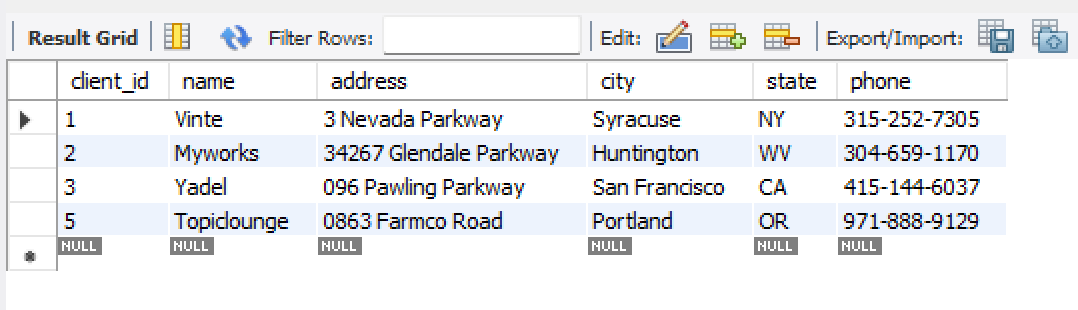 Result Grid Filter Rows: Edit: Export/Import:
client_id name address city state phone
1 Vinte 3 Nevada Parkway Syracuse NY 315-252-7305
2 Myworks 34267 Glendale Parkway Huntington WV 304-659-1170
3 Yadel 096 Pawling Parkway San Francisco CA 415-144-6037
5 Topiclounge 0863 Farmco Road Portland OR 971-888-9129
NULL NULL NULL NULL NULL NULL